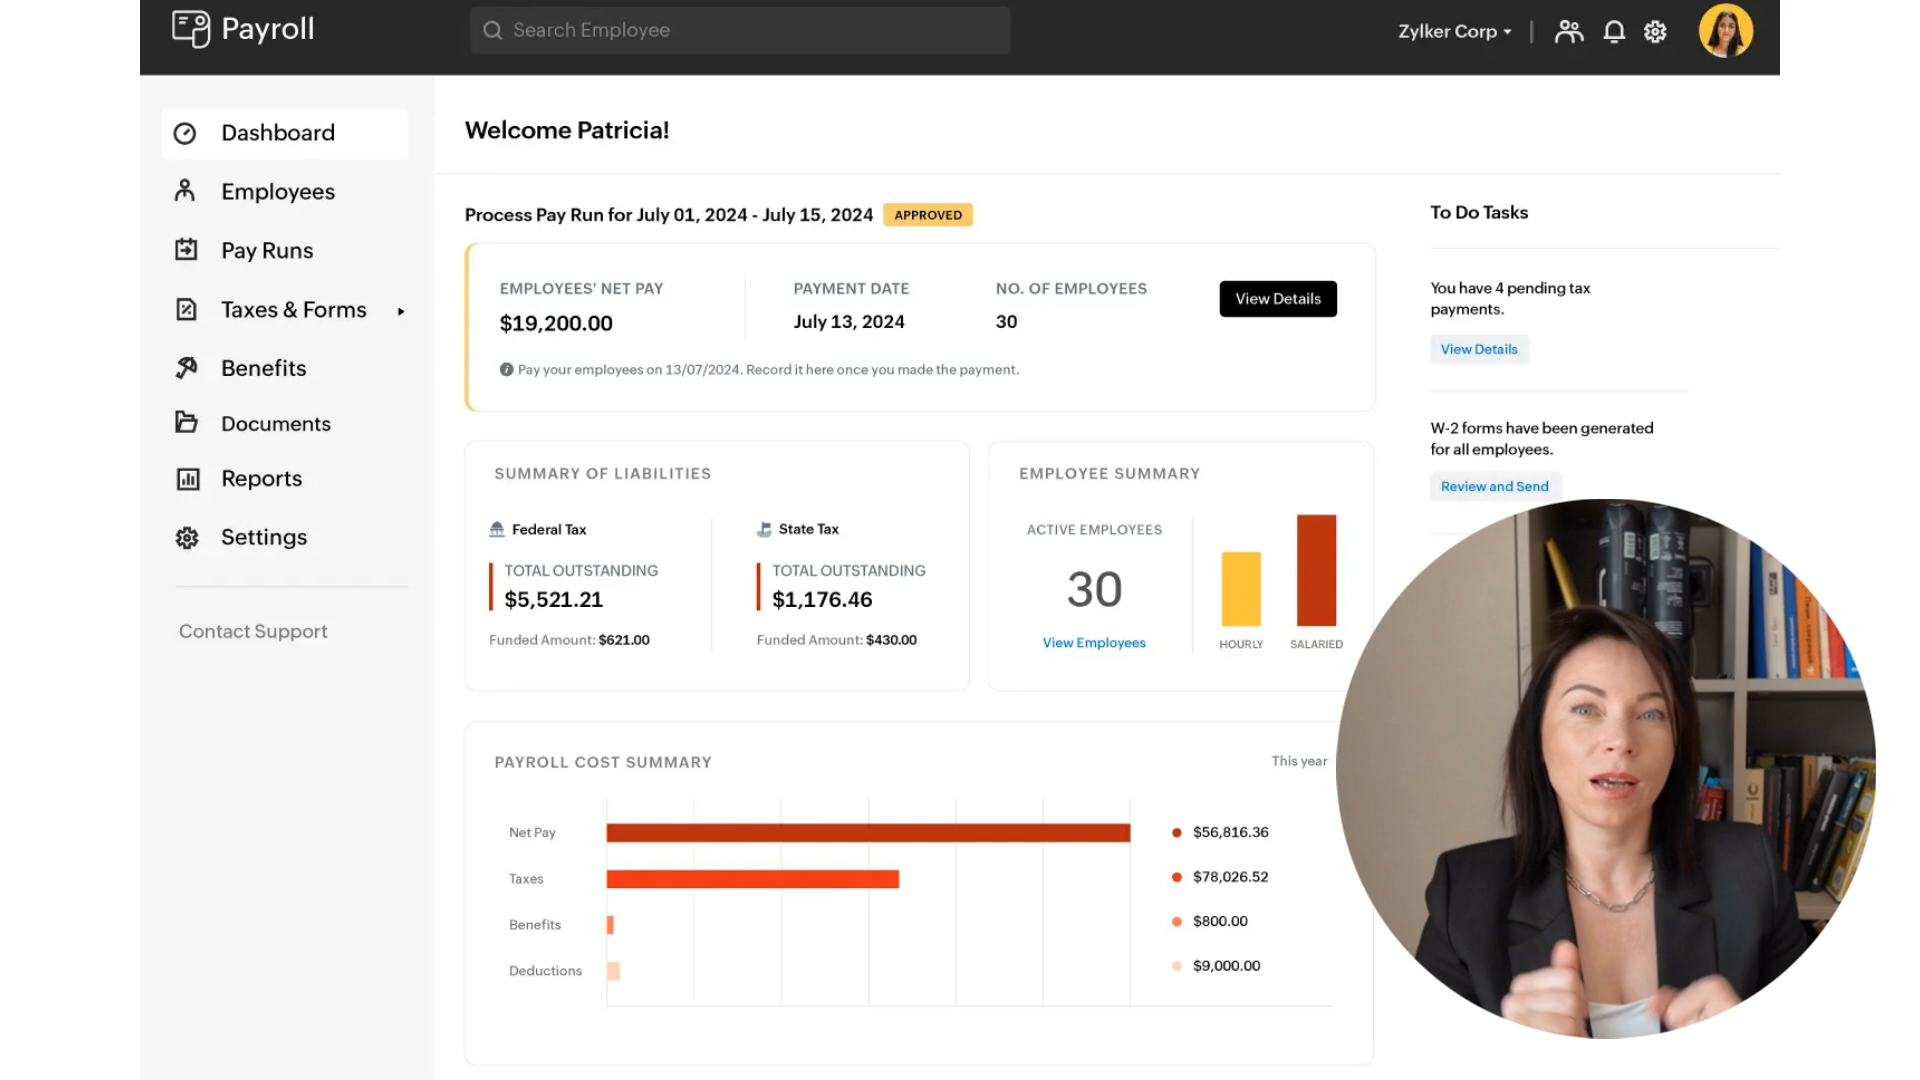 Payroll
Search Employee
Zylker Corp
Dashboard
Employees
Pay Runs
Taxes & Forms
Benefits
Documents
Reports
Settings
Contact Support
Welcome Patricia!
Process Pay Run for July 01, 2024 - July 15, 2024 APPROVED
EMPLOYEES' NET PAY
$19,200.00
PAYMENT DATE
July 13, 2024
NO. OF EMPLOYEES
30
View Details
Pay your employees on 13/07/2024. Record it here once you made the payment.
SUMMARY OF LIABILITIES
Federal Tax
TOTAL OUTSTANDING
$5,521.21
Funded Amount: $621.00
State Tax
TOTAL OUTSTANDING
$1,176.46
Funded Amount: $430.00
EMPLOYEE SUMMARY
ACTIVE EMPLOYEES
30
View Employees
HOURLY
SALARIED
PAYROLL COST SUMMARY
This year
Net Pay
$56,816.36
Taxes
$78,026.52
Benefits
$800.00
Deductions
$9,000.00
To Do Tasks
You have 4 pending tax
payments.
View Details
W-2 forms have been generated
for all employees.
Review and Send